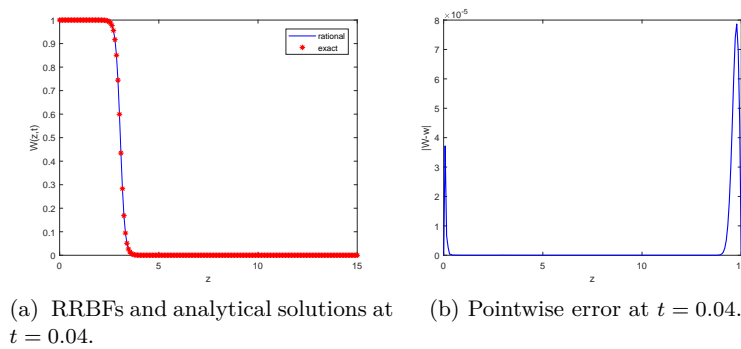 1
0.9
0.8
0.7
0.6
0.5
0.4
0.3
0.2
0.1
0
W(z,t)
0 5 10 15
z
rational
exact
×10^-5
8
7
6
5
4
3
2
1
0
|W-w|
0 5 10 15
z
(a) RRBFs and analytical solutions at
t = 0.04.
(b) Pointwise error at t = 0.04.